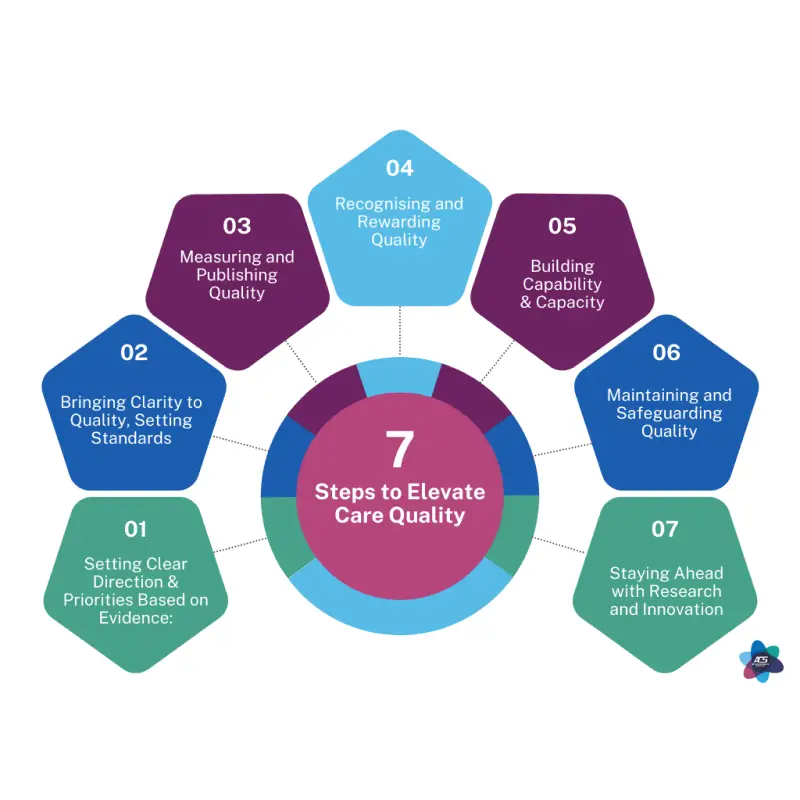 04
Recognising and
Rewarding
Quality
03
Measuring and
Publishing
Quality
05
Building
Capability
& Capacity
02
Bringing Clarity to
Quality, Setting
Standards
06
Maintaining and
Safeguarding
Quality
7
Steps to Elevate
Care Quality
01
Setting Clear
Direction &
Priorities Based on
Evidence:
07
Staying Ahead
with Research
and Innovation
ACS